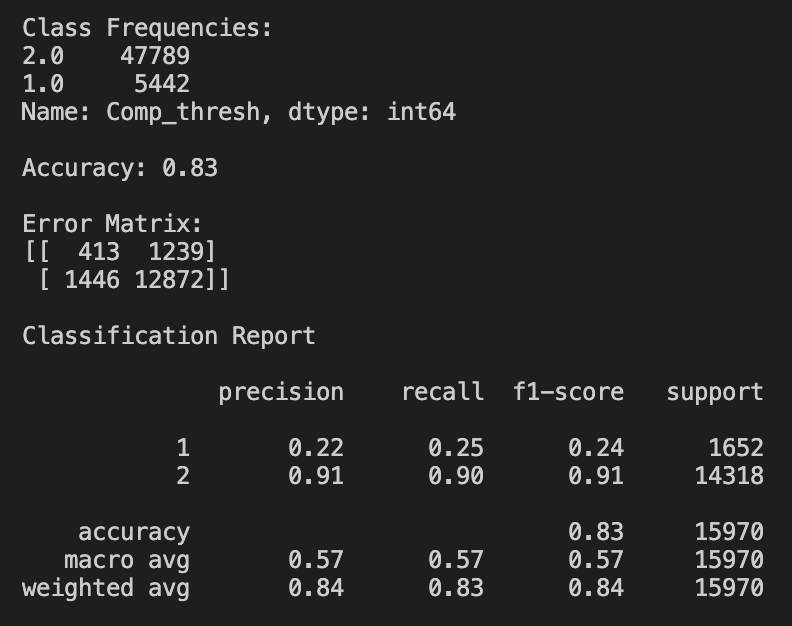 Class Frequencies:
2.0    47789
1.0     5442
Name: Comp_thresh, dtype: int64
Accuracy: 0.83
Error Matrix:
[[  413  1239]
 [ 1446 12872]]
Classification Report
              precision    recall  f1-score   support
           1       0.22      0.25      0.24      1652
           2       0.91      0.90      0.91     14318
    accuracy                           0.83     15970
   macro avg       0.57      0.57      0.57     15970
weighted avg       0.84      0.83      0.84     15970